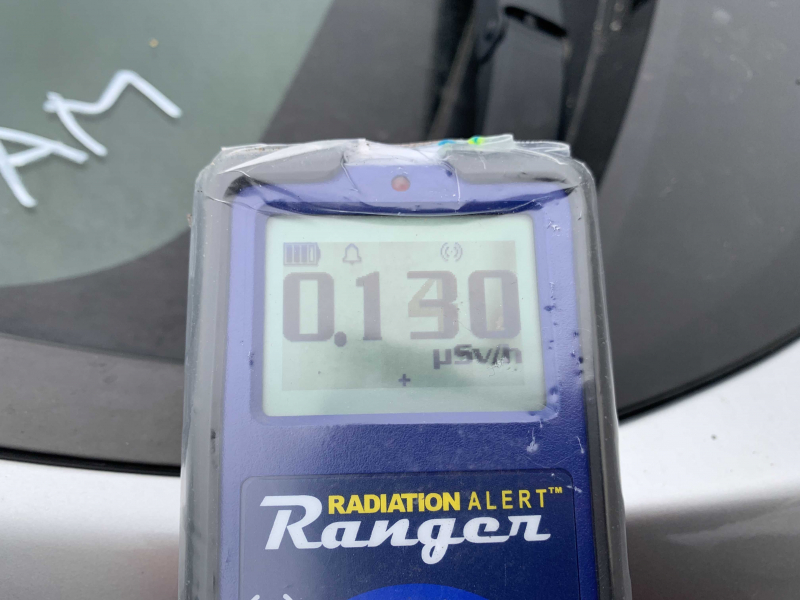 AM
0.130
µSv/h
+
RADIATION ALERT™
Ranger